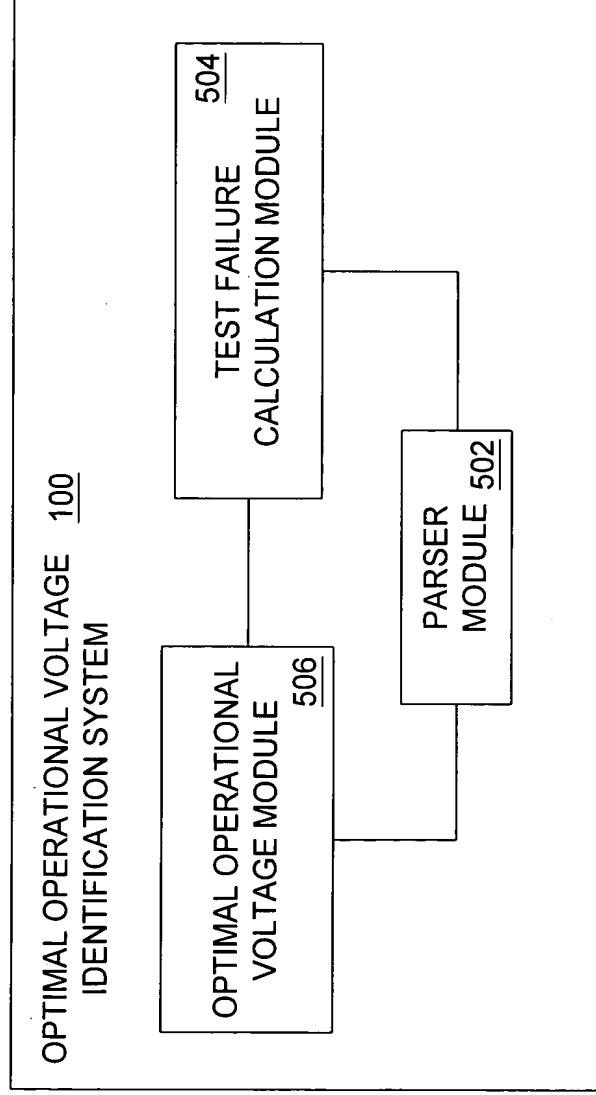 OPTIMAL OPERATIONAL VOLTAGE 100
IDENTIFICATION SYSTEM
OPTIMAL OPERATIONAL
VOLTAGE MODULE
506
504
TEST FAILURE
CALCULATION MODULE
PARSER
MODULE 502